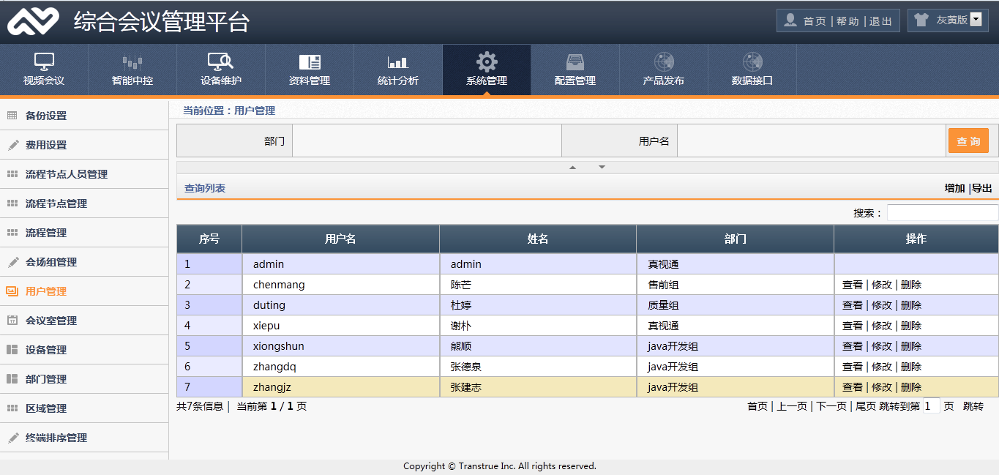 综合会议管理平台
首页 | 帮助 | 退出
灰黄版
视频会议 智能中控 设备维护 资料管理 统计分析 系统管理 配置管理 产品发布 数据接口
备份设置
费用设置
流程节点人员管理
流程节点管理
流程管理
会场组管理
用户管理
会议室管理
设备管理
部门管理
区域管理
终端排序管理
当前位置：用户管理
部门 用户名 查询
查询列表 增加 |导出
搜索：
序号 用户名 姓名 部门 操作
1 admin admin 真视通
2 chenmang 陈芒 售前组 查看 | 修改 | 删除
3 duting 杜婷 质量组 查看 | 修改 | 删除
4 xiepu 谢朴 真视通 查看 | 修改 | 删除
5 xiongshun 熊顺 java开发组 查看 | 修改 | 删除
6 zhangdq 张德泉 java开发组 查看 | 修改 | 删除
7 zhangjz 张建志 java开发组 查看 | 修改 | 删除
共7条信息 | 当前第 1 / 1 页 首页 | 上一页 | 下一页 | 尾页 跳转到第 1 页 跳转
Copyright © Transtrue Inc. All rights reserved.